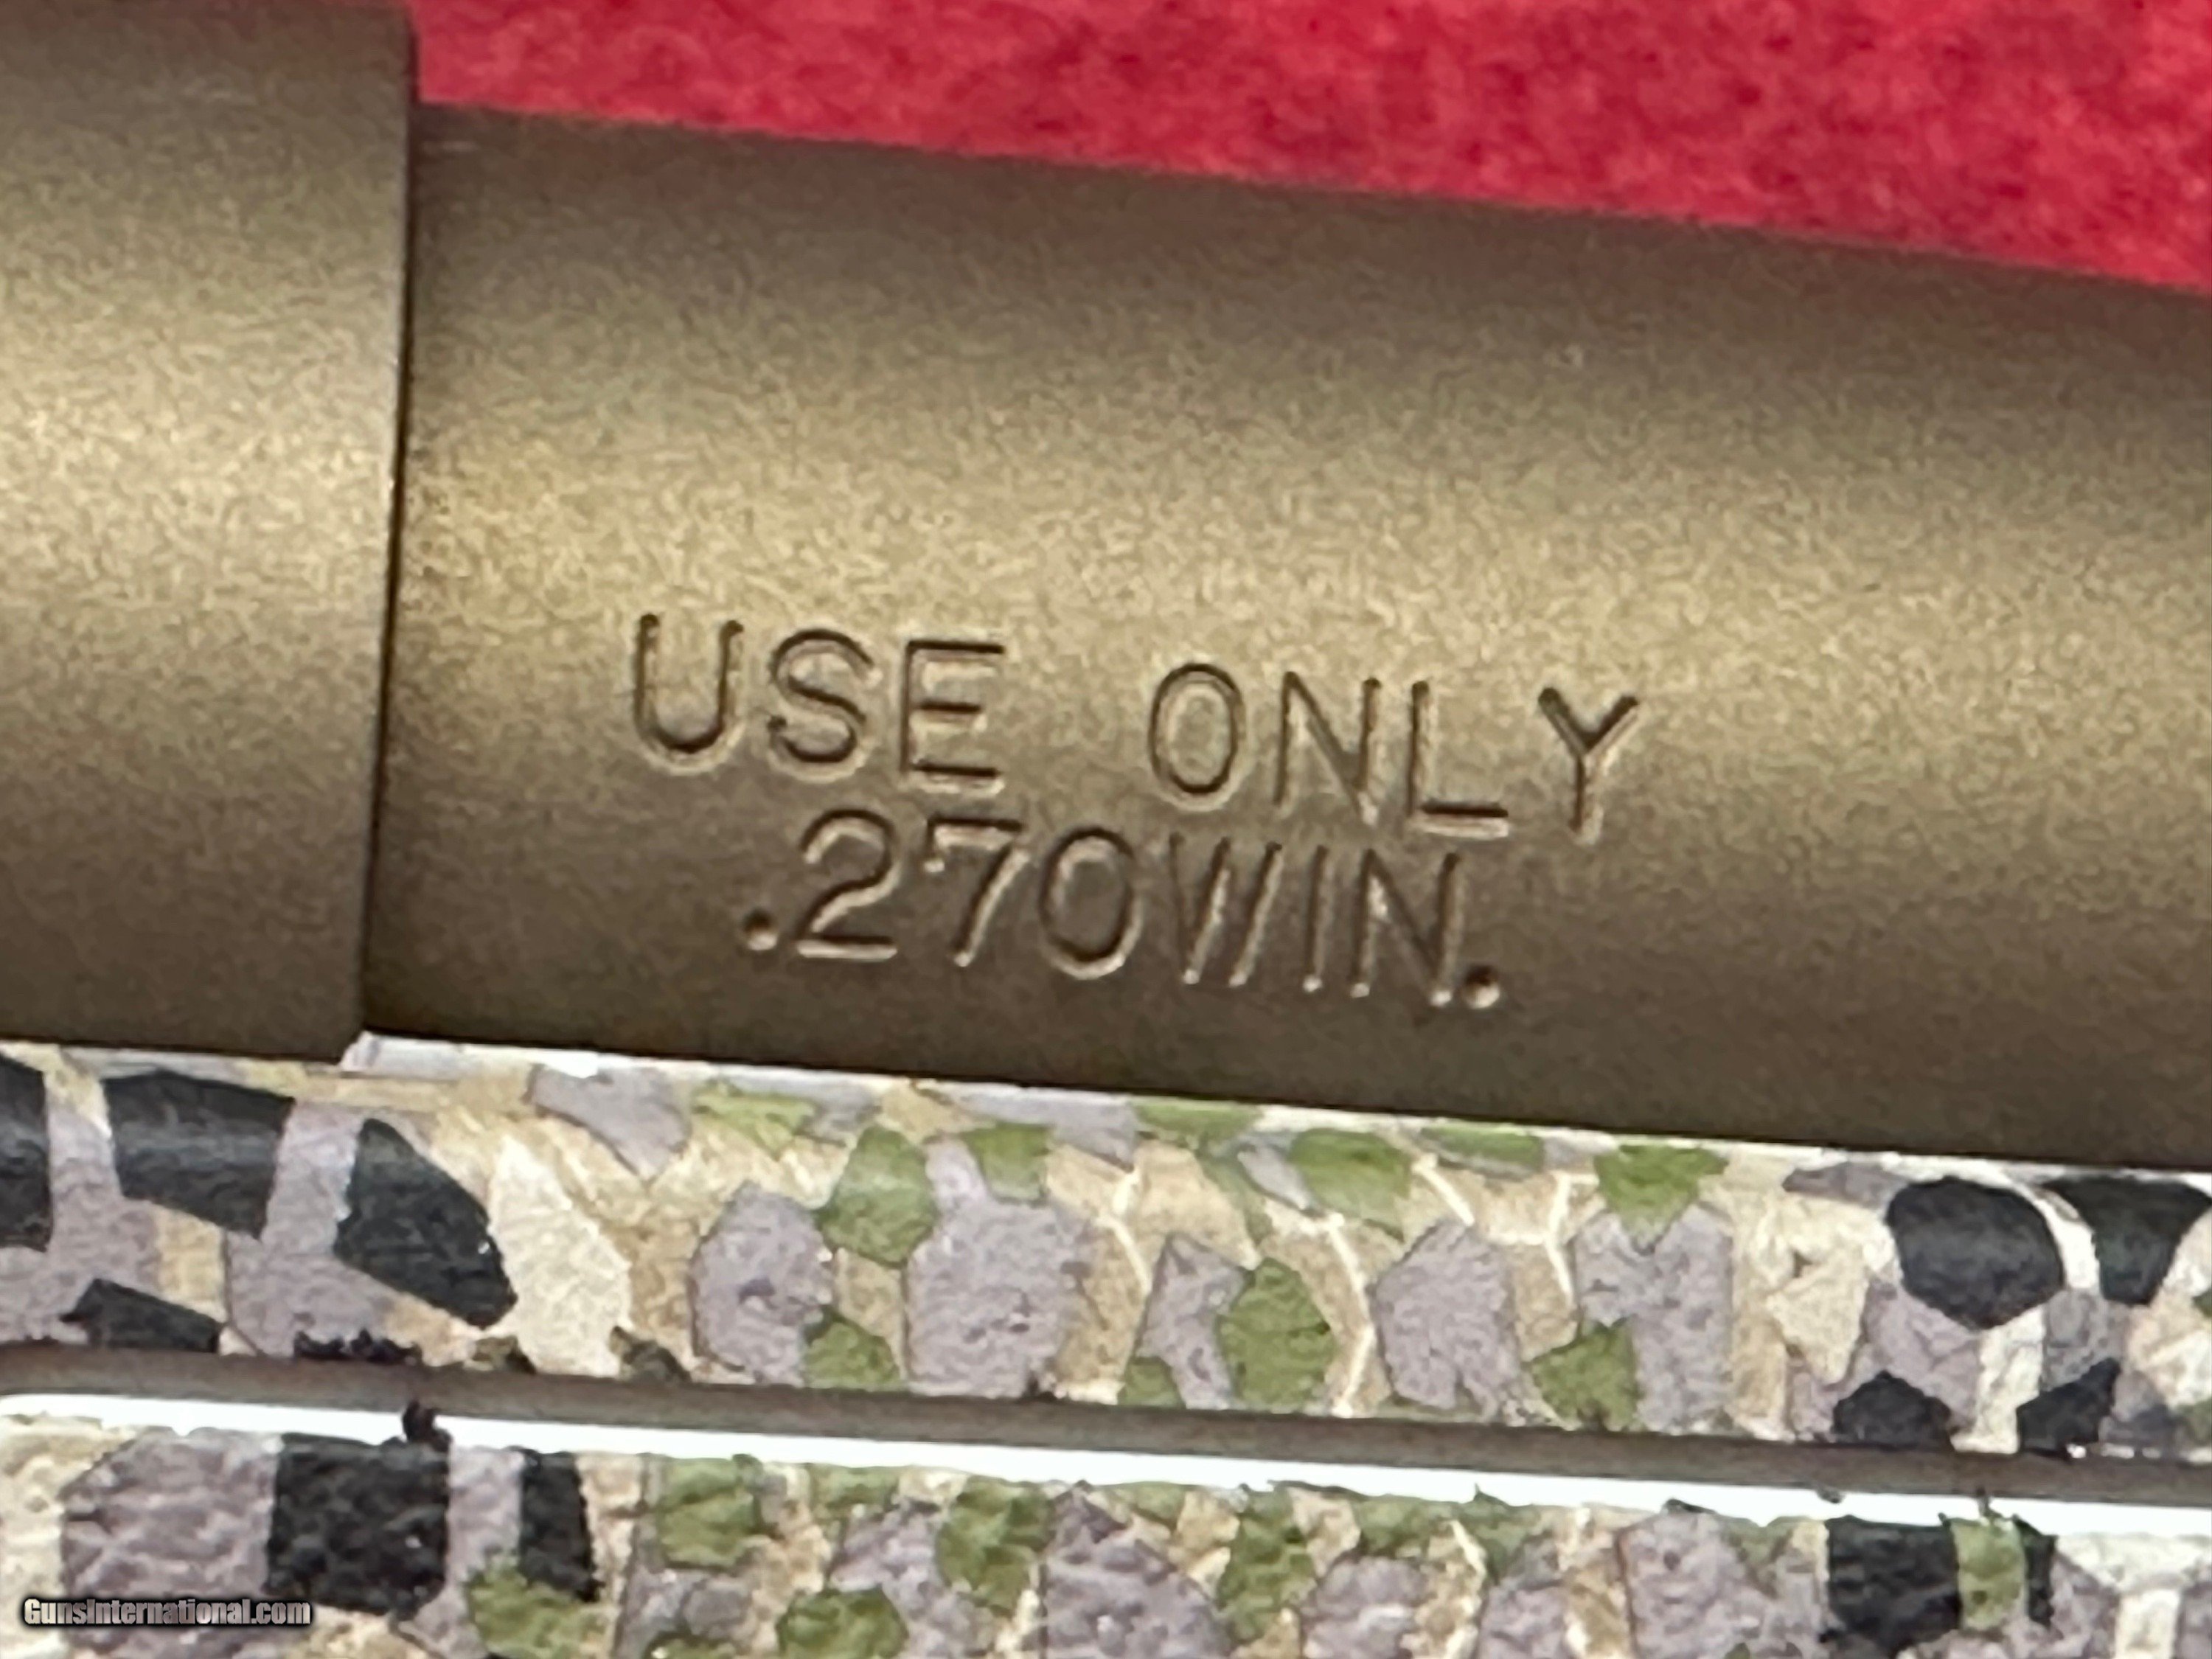 USE ONLY
.270WIN.
GunsInternational.com